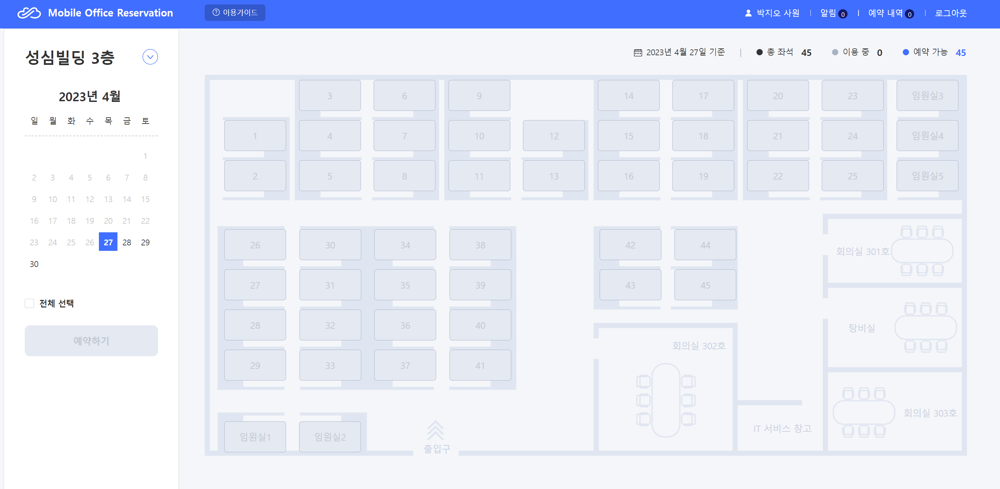 Mobile Office Reservation
이용가이드
박지오 사원
알림 0
예약 내역 0
로그아웃
성심빌딩 3층
2023년 4월
일 월 화 수 목 금 토
1
2 3 4 5 6 7 8
9 10 11 12 13 14 15
16 17 18 19 20 21 22
23 24 25 26 27 28 29
30
전체 선택
예약하기
2023년 4월 27일 기준
총 좌석 45
이용 중 0
예약 가능 45
3 6 9 14 17 20 23 임원실3
1 4 7 10 12 15 18 21 24 임원실4
2 5 8 11 13 16 19 22 25 임원실5
26 30 34 38 42 44
회의실 301호
27 31 35 39 43 45
28 32 36 40
탕비실
회의실 302호
29 33 37 41
회의실 303호
IT 서비스 창고
임원실1 임원실2
출입구